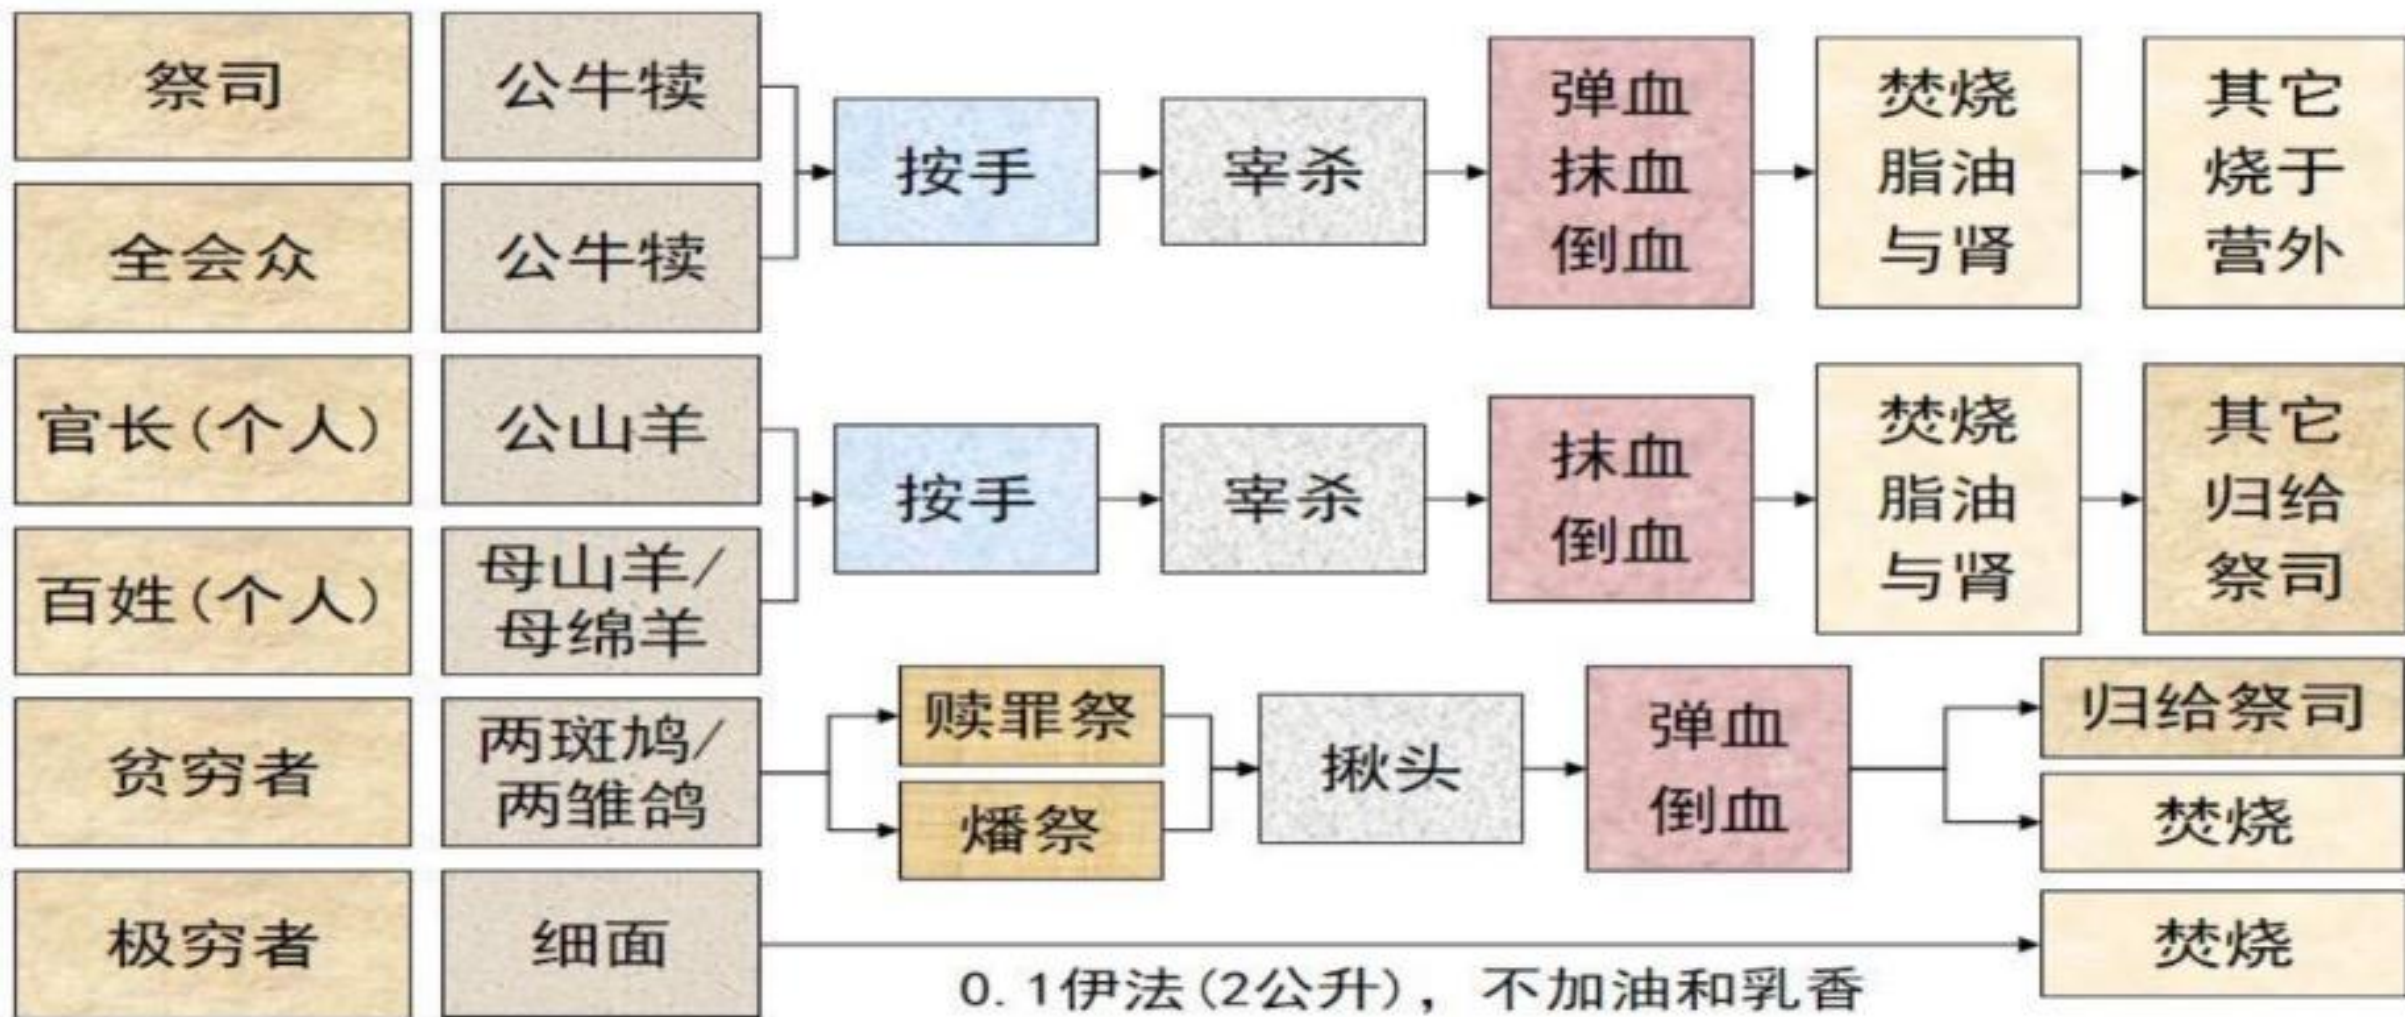 祭司
公牛犊
全会众
公牛犊
按手
宰杀
弹血
抹血
倒血
焚烧
脂油
与肾
其它
烧于
营外
官长(个人)
公山羊
百姓(个人)
母山羊/
母绵羊
按手
宰杀
抹血
倒血
焚烧
脂油
与肾
其它
归给
祭司
贫穷者
两斑鸠/
两雏鸽
赎罪祭
燔祭
揪头
弹血
倒血
归给祭司
焚烧
极穷者
细面
0.1伊法(2公升)，不加油和乳香
焚烧